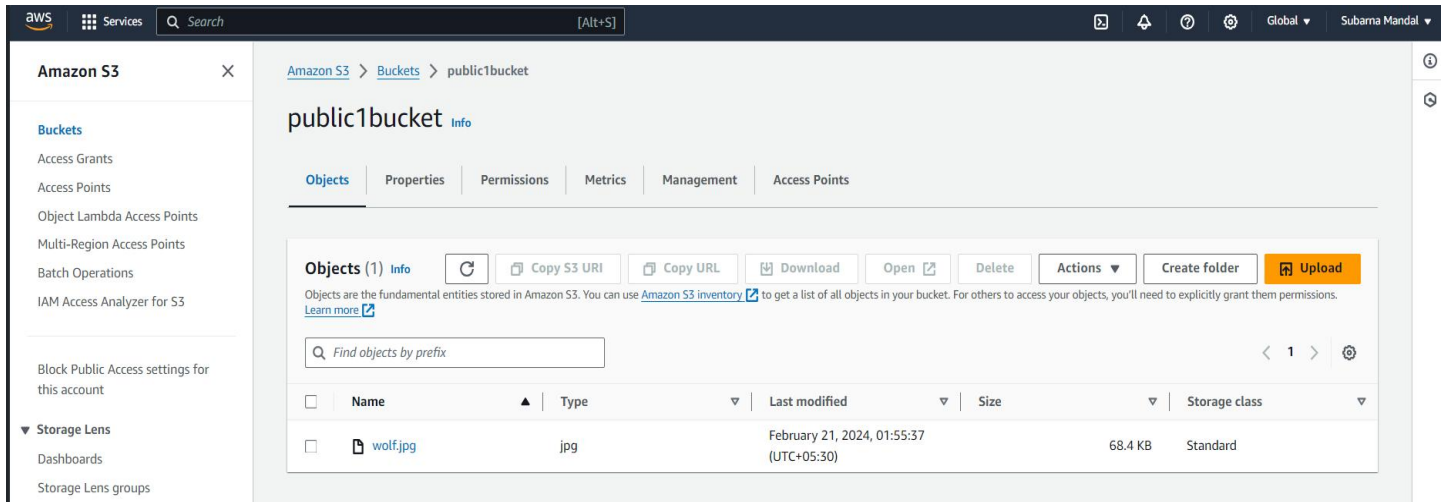 aws Services Search [Alt+S] Global Subarna Mandal
Amazon S3
Buckets
Access Grants
Access Points
Object Lambda Access Points
Multi-Region Access Points
Batch Operations
IAM Access Analyzer for S3
Block Public Access settings for
this account
Storage Lens
Dashboards
Storage Lens groups
Amazon S3 > Buckets > public1bucket
public1bucket Info
Objects Properties Permissions Metrics Management Access Points
Objects (1) Info Copy S3 URI Copy URL Download Open Delete Actions Create folder Upload
Objects are the fundamental entities stored in Amazon S3. You can use Amazon S3 inventory to get a list of all objects in your bucket. For others to access your objects, you'll need to explicitly grant them permissions.
Learn more
Find objects by prefix
< 1 >
Name Type Last modified Size Storage class
wolf.jpg jpg February 21, 2024, 01:55:37 68.4 KB Standard
(UTC+05:30)